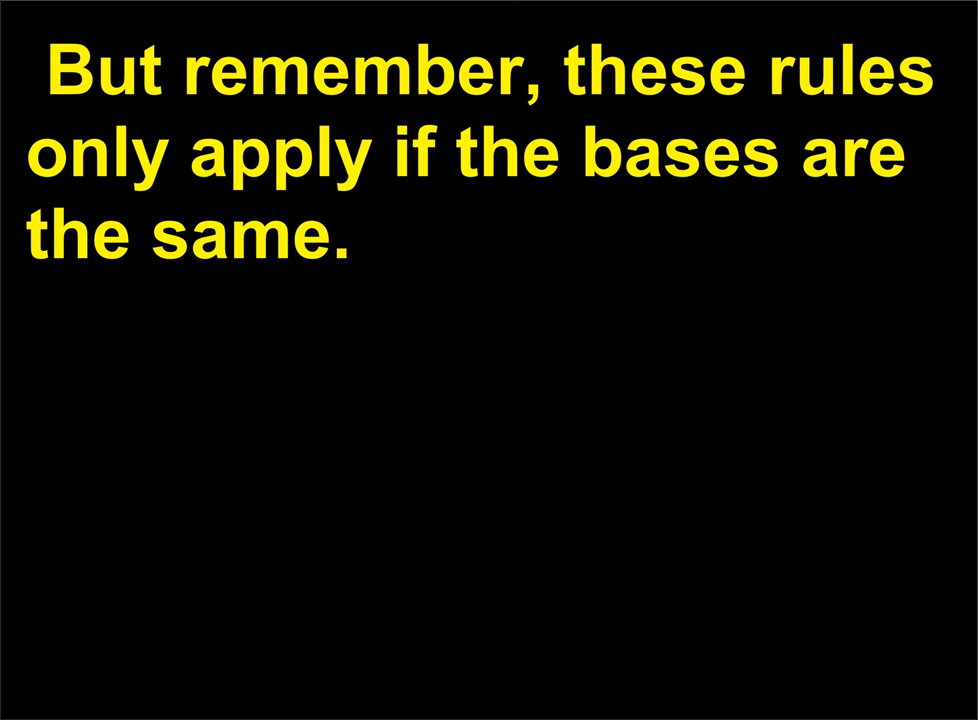 But remember, these rules
only apply if the bases are
the same.